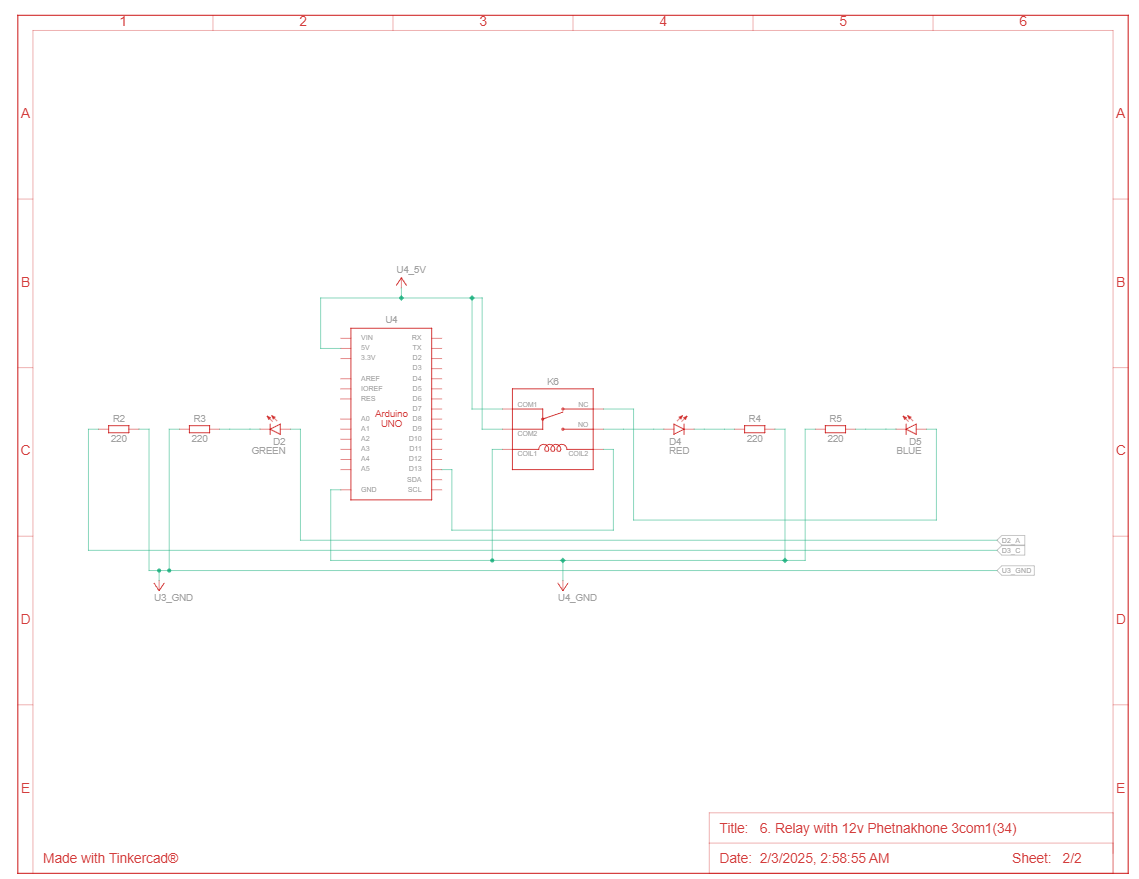 1 2 3 4 5 6
A A
U4_5V
B B
U4
VIN RX
5V TX
3.3V D2
D3
AREF D4
IOREF D5
RES D6
D7
A0 D8
A1 D9
A2 D10
A3 D11
A4 D12
A5 D13
SDA
GND SCL
Arduino
UNO
K6
COM1 NC
NO
COM2
COIL1 COIL2
R2
220
R3
220
D2
GREEN
D4
RED
R4
220
R5
220
D5
BLUE
C C
D2_A
D3_C
U3_GND
U3_GND
U4_GND
D D
E E
Title: 6. Relay with 12v Phetnakhone 3com1(34)
Made with Tinkercad®
Date: 2/3/2025, 2:58:55 AM Sheet: 2/2